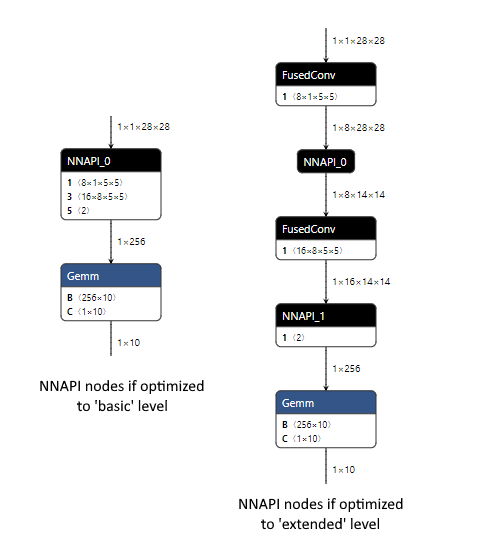 1×1×28×28
NNAPI_0
1 ⟨8×1×5×5⟩
3 ⟨16×8×5×5⟩
5 ⟨2⟩
1×256
Gemm
B ⟨256×10⟩
C ⟨1×10⟩
1×10
NNAPI nodes if optimized
to 'basic' level
1×1×28×28
FusedConv
1 ⟨8×1×5×5⟩
1×8×28×28
NNAPI_0
1×8×14×14
FusedConv
1 ⟨16×8×5×5⟩
1×16×14×14
NNAPI_1
1 ⟨2⟩
1×256
Gemm
B ⟨256×10⟩
C ⟨1×10⟩
1×10
NNAPI nodes if optimized
to 'extended' level